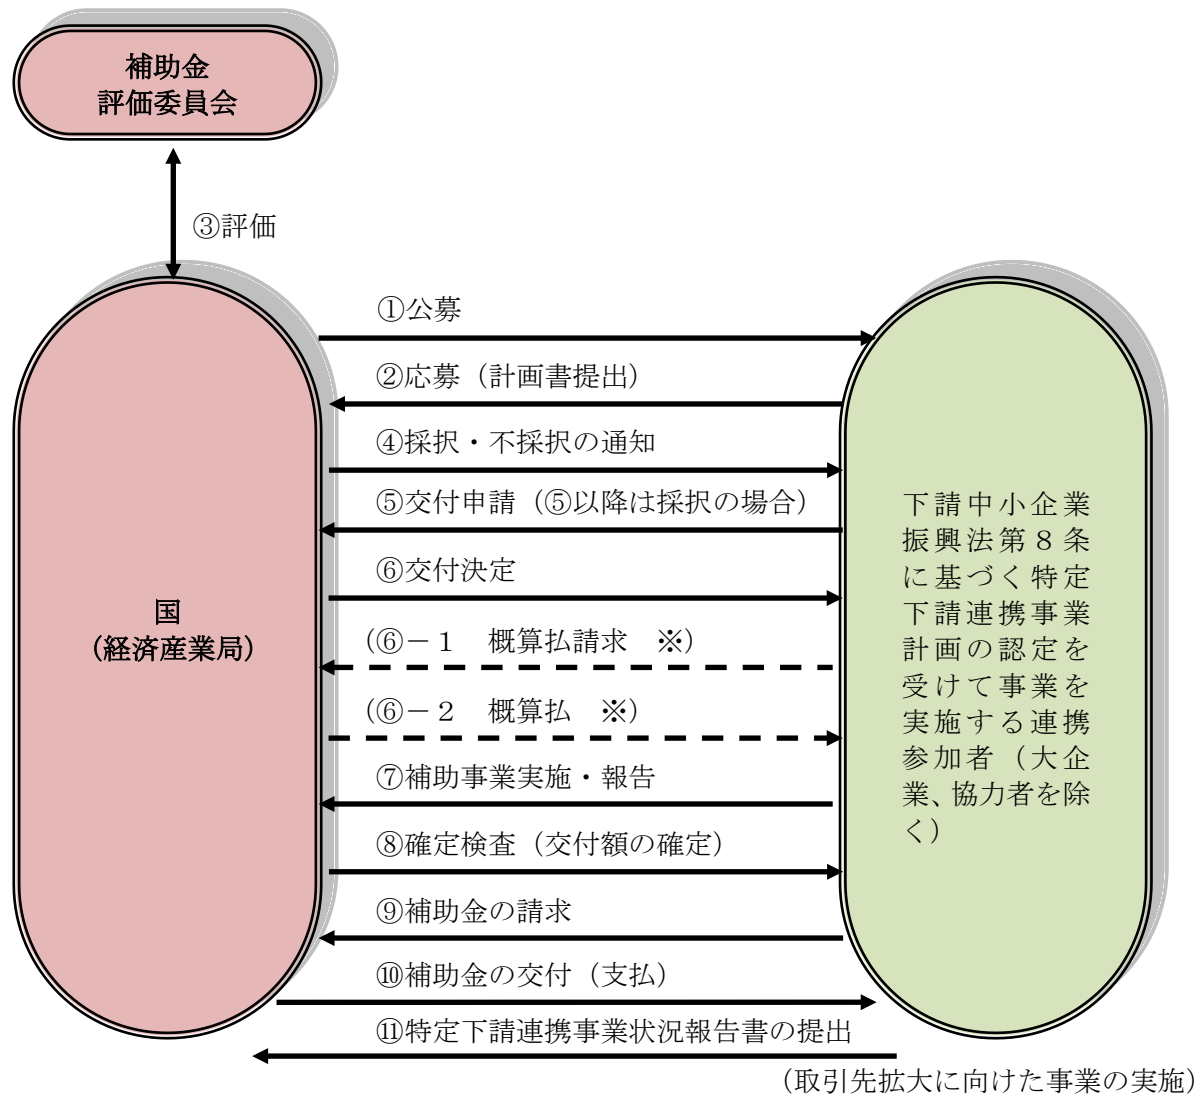 補助金
評価委員会
③評価
①公募
②応募（計画書提出）
④採択・不採択の通知
⑤交付申請（⑤以降は採択の場合）
⑥交付決定
（⑥－１　概算払請求　※）
（⑥－２　概算払　※）
⑦補助事業実施・報告
⑧確定検査（交付額の確定）
⑨補助金の請求
⑩補助金の交付（支払）
⑪特定下請連携事業状況報告書の提出
（取引先拡大に向けた事業の実施）
国
（経済産業局）
下請中小企業
振興法第８条
に基づく特定
下請連携事業
計画の認定を
受けて事業を
実施する連携
参加者（大企
業、協力者を除
く）